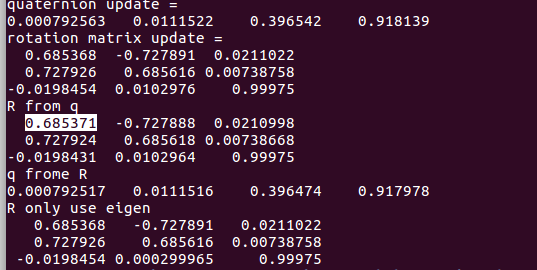 quaternion update =
0.000792563 0.0111522 0.396542 0.918139
rotation matrix update =
0.685368 -0.727891 0.0211022
0.727926 0.685616 0.00738758
-0.0198454 0.0102976 0.99975
R from q
0.685371 -0.727888 0.0210998
0.727924 0.685618 0.00738668
-0.0198431 0.0102964 0.99975
q frome R
0.000792517 0.0111516 0.396474 0.917978
R only use eigen
0.685368 -0.727891 0.0211022
0.727926 0.685616 0.00738758
-0.0198454 0.000299965 0.99975